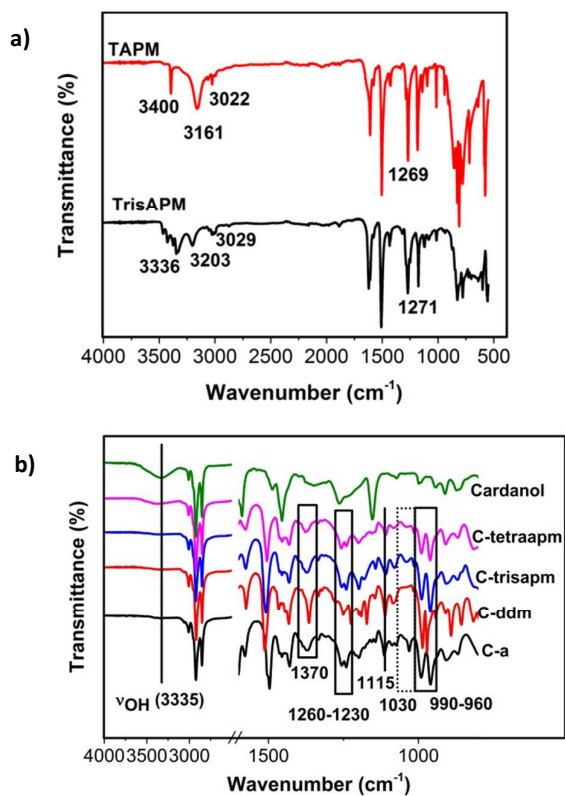 a)
TAPM
3400
3022
3161
1269
TrisAPM
3029
3336
3203
1271
Transmittance (%)
4000 3500 3000 2500 2000 1500 1000 500
Wavenumber (cm⁻¹)
b)
Cardanol
C-tetraapm
C-trisapm
C-ddm
C-a
1370
1115
1030
990-960
νOH (3335)
1260-1230
Transmittance (%)
4000 3500 3000 1500 1000
Wavenumber (cm⁻¹)